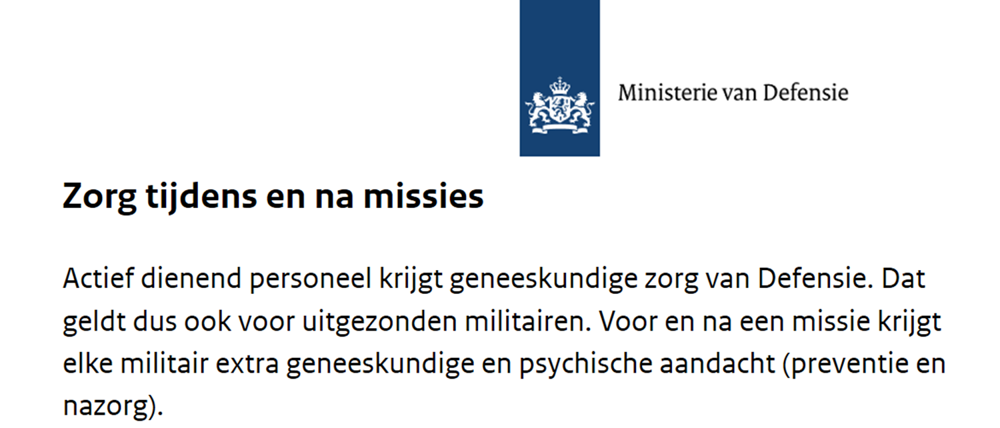 Ministerie van Defensie
Zorg tijdens en na missies
Actief dienend personeel krijgt geneeskundige zorg van Defensie. Dat
geldt dus ook voor uitgezonden militairen. Voor en na een missie krijgt
elke militair extra geneeskundige en psychische aandacht (preventie en
nazorg).